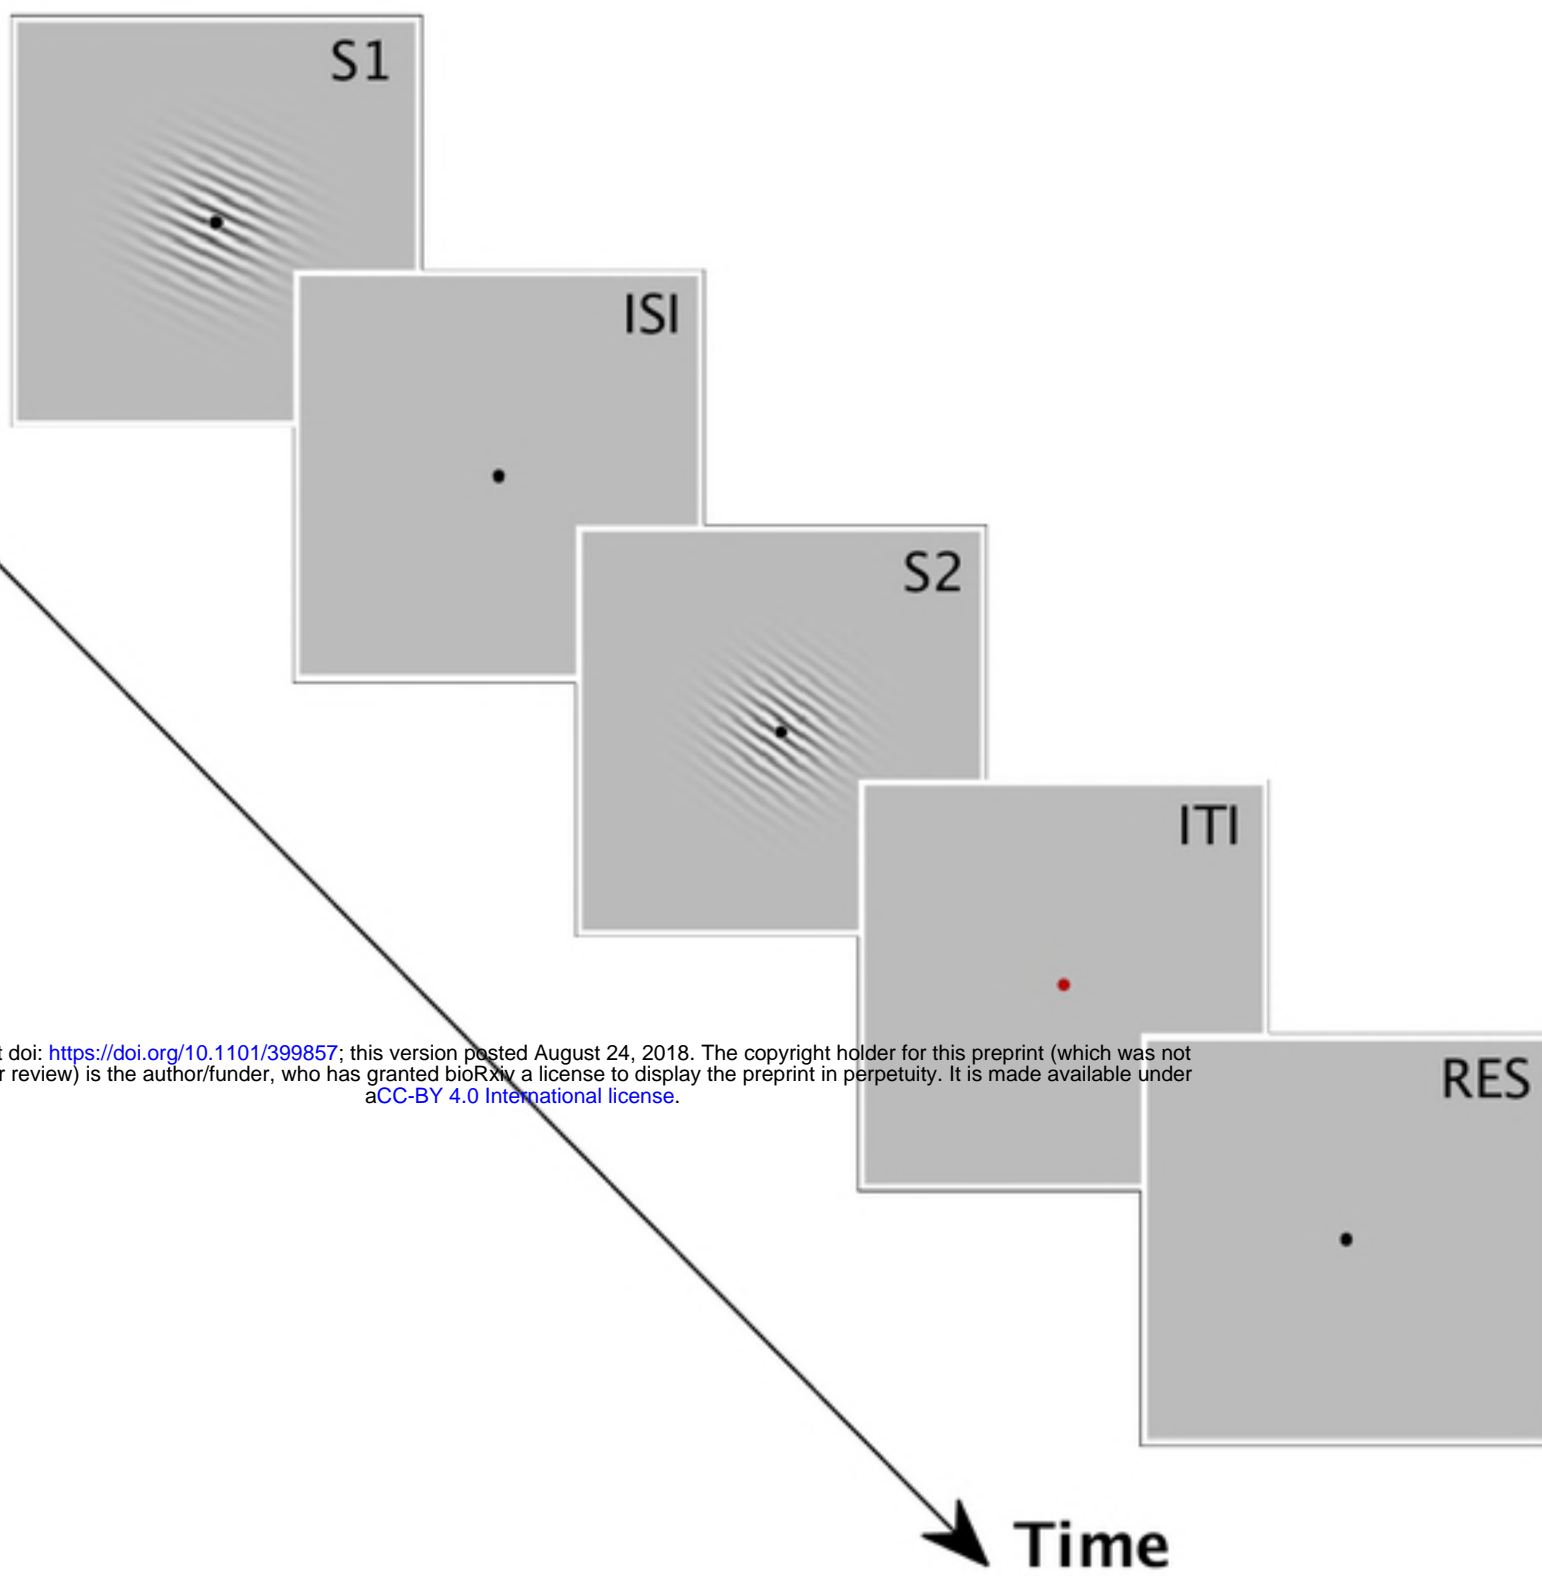 S1
ISI
S2
ITI
t doi: https://doi.org/10.1101/399857; this version posted August 24, 2018. The copyright holder for this preprint (which was not
r review) is the author/funder, who has granted bioRxiv a license to display the preprint in perpetuity. It is made available under
aCC-BY 4.0 International license.
RES
Time